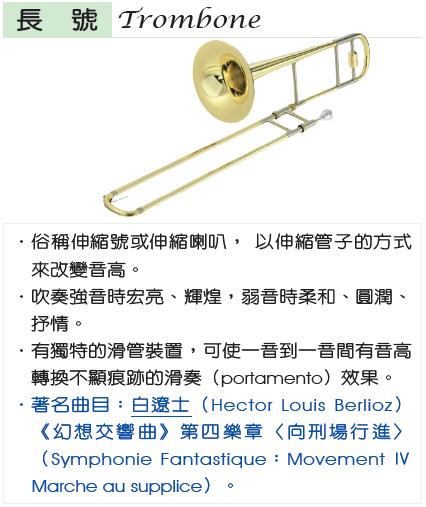 長 號 Trombone
・俗稱伸縮號或伸縮喇叭， 以伸縮管子的方式
來改變音高。
・吹奏強音時宏亮、輝煌，弱音時柔和、圓潤、
抒情。
・有獨特的滑管裝置，可使一音到一音間有音高
轉換不顯痕跡的滑奏（portamento）效果。
・著名曲目：白遼士（Hector Louis Berlioz）
《幻想交響曲》第四樂章〈向刑場行進〉
（Symphonie Fantastique：Movement IV
Marche au supplice）。